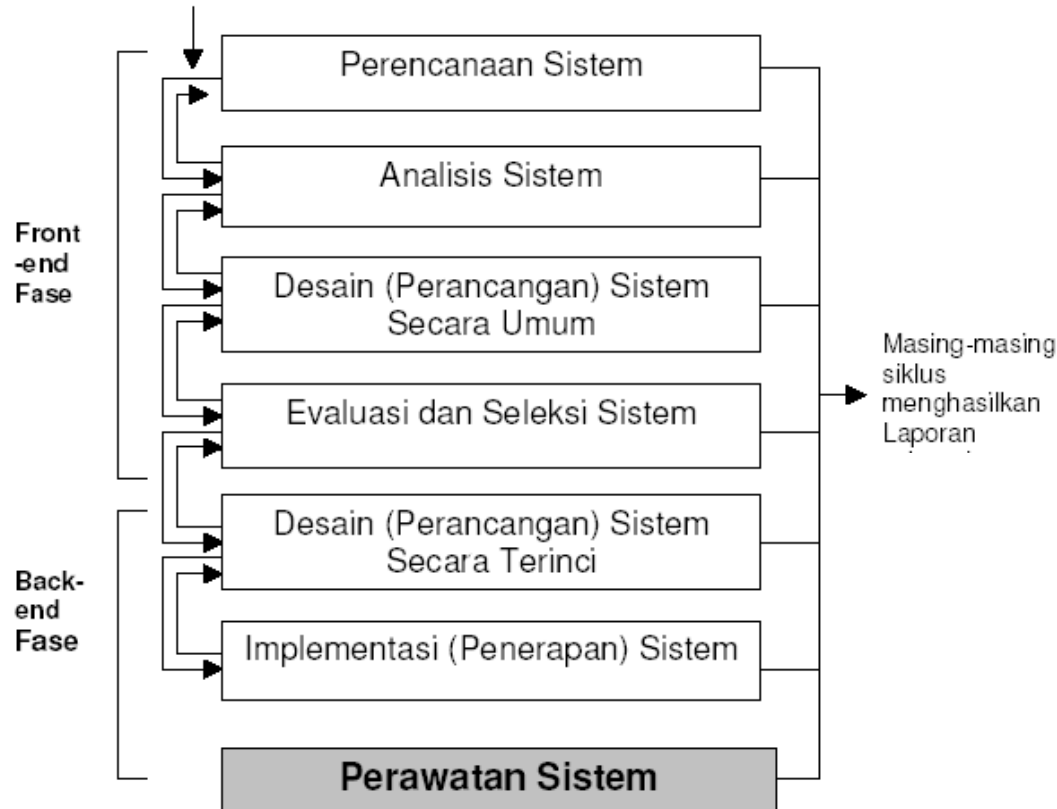 Perencanaan Sistem
Analisis Sistem
Front
-end
Fase
Desain (Perancangan) Sistem
Secara Umum
Masing-masing
siklus
menghasilkan
Laporan
Evaluasi dan Seleksi Sistem
Desain (Perancangan) Sistem
Secara Terinci
Back-
end
Fase
Implementasi (Penerapan) Sistem
Perawatan Sistem